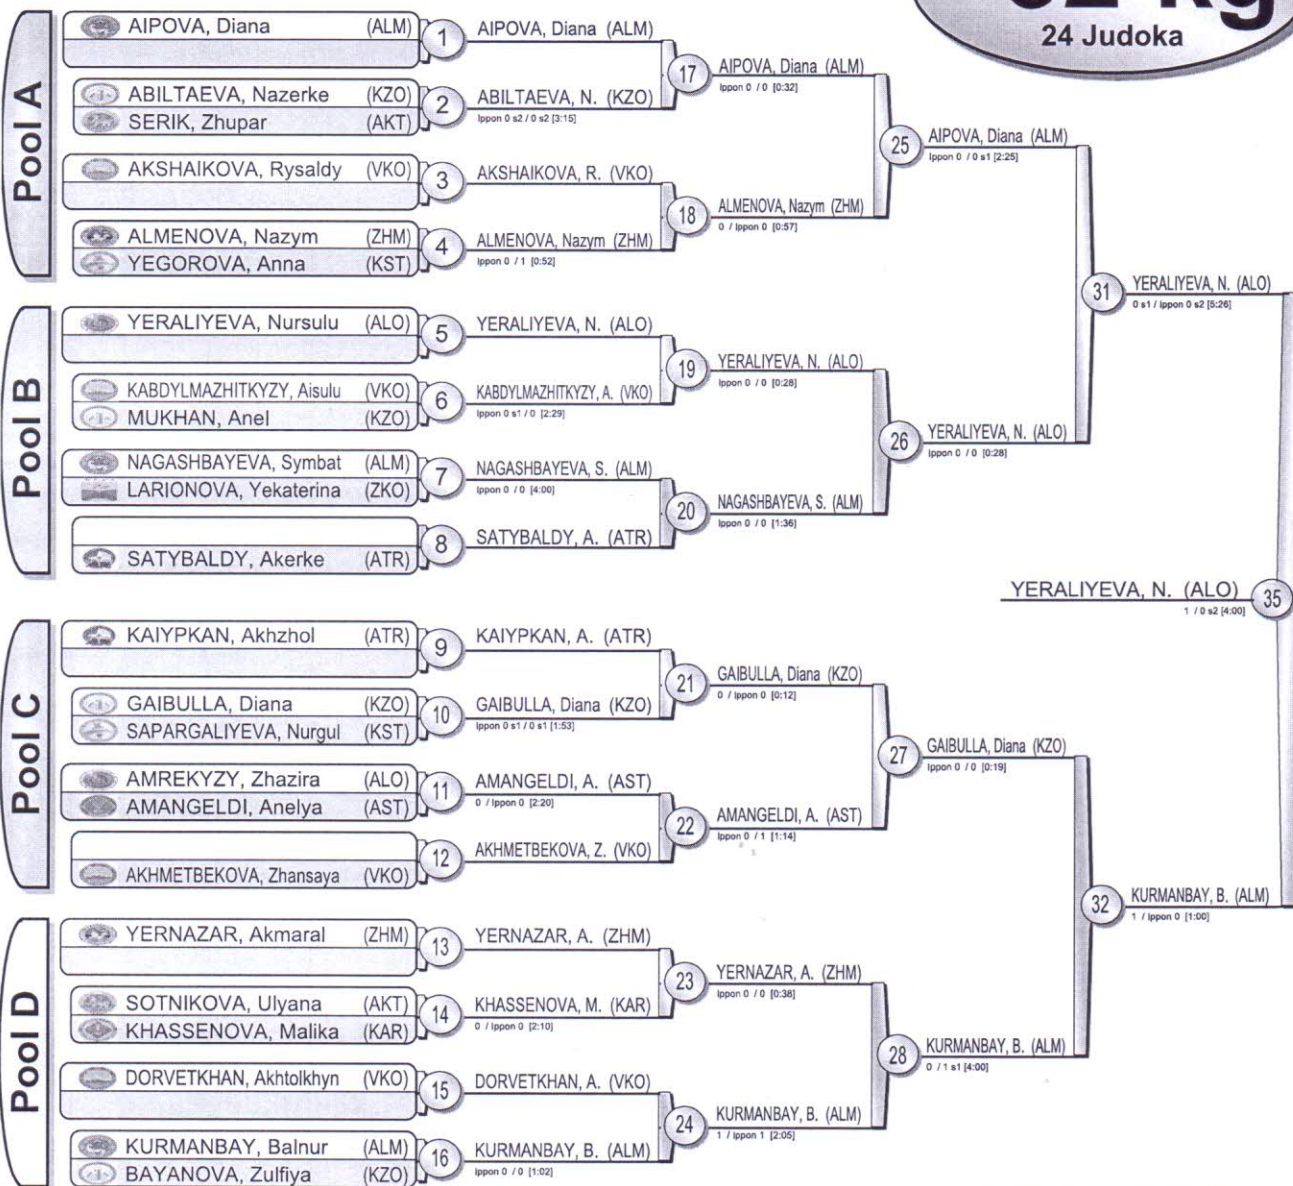 24 Judoka
Pool A
AIPOVA, Diana (ALM)
ABILTAEVA, Nazerke (KZO)
SERIK, Zhupar (AKT)
AKSHAIKOVA, Rysaldy (VKO)
ALMENOVA, Nazym (ZHM)
YEGOROVA, Anna (KST)
1
2
3
4
AIPOVA, Diana (ALM)
ABILTAEVA, N. (KZO)
Ippon 0 s2 / 0 s2 [3:15]
AKSHAIKOVA, R. (VKO)
ALMENOVA, Nazym (ZHM)
Ippon 0 / 1 [0:52]
17
AIPOVA, Diana (ALM)
Ippon 0 / 0 [0:32]
18
ALMENOVA, Nazym (ZHM)
0 / Ippon 0 [0:57]
25
AIPOVA, Diana (ALM)
Ippon 0 / 0 s1 [2:25]
Pool B
YERALIYEVA, Nursulu (ALO)
KABDYLMAZHITKYZY, Aisulu (VKO)
MUKHAN, Anel (KZO)
NAGASHBAYEVA, Symbat (ALM)
LARIONOVA, Yekaterina (ZKO)
SATYBALDY, Akerke (ATR)
5
6
7
8
YERALIYEVA, N. (ALO)
KABDYLMAZHITKYZY, A. (VKO)
Ippon 0 s1 / 0 [2:29]
NAGASHBAYEVA, S. (ALM)
Ippon 0 / 0 [4:00]
SATYBALDY, A. (ATR)
19
YERALIYEVA, N. (ALO)
Ippon 0 / 0 [0:28]
20
NAGASHBAYEVA, S. (ALM)
Ippon 0 / 0 [1:36]
26
YERALIYEVA, N. (ALO)
Ippon 0 / 0 [0:28]
31
YERALIYEVA, N. (ALO)
0 s1 / Ippon 0 s2 [5:26]
YERALIYEVA, N. (ALO)
1 / 0 s2 [4:00]
35
Pool C
KAIYPKAN, Akhzhol (ATR)
GAIBULLA, Diana (KZO)
SAPARGALIYEVA, Nurgul (KST)
AMREKYZY, Zhazira (ALO)
AMANGELDI, Anelya (AST)
AKHMETBEKOVA, Zhansaya (VKO)
9
10
11
12
KAIYPKAN, A. (ATR)
GAIBULLA, Diana (KZO)
Ippon 0 s1 / 0 s1 [1:53]
AMANGELDI, A. (AST)
0 / Ippon 0 [2:20]
AKHMETBEKOVA, Z. (VKO)
21
GAIBULLA, Diana (KZO)
0 / Ippon 0 [0:12]
22
AMANGELDI, A. (AST)
Ippon 0 / 1 [1:14]
27
GAIBULLA, Diana (KZO)
Ippon 0 / 0 [0:19]
Pool D
YERNAZAR, Akmaral (ZHM)
SOTNIKOVA, Ulyana (AKT)
KHASSENOVA, Malika (KAR)
DORVETKHAN, Akhtolkhyn (VKO)
KURMANBAY, Balnur (ALM)
BAYANOVA, Zulfiya (KZO)
13
14
15
16
YERNAZAR, A. (ZHM)
KHASSENOVA, M. (KAR)
0 / Ippon 0 [2:10]
DORVETKHAN, A. (VKO)
KURMANBAY, B. (ALM)
Ippon 0 / 0 [1:02]
23
YERNAZAR, A. (ZHM)
Ippon 0 / 0 [0:38]
24
KURMANBAY, B. (ALM)
1 / Ippon 1 [2:05]
28
KURMANBAY, B. (ALM)
0 / 1 s1 [4:00]
32
KURMANBAY, B. (ALM)
1 / Ippon 0 [1:00]